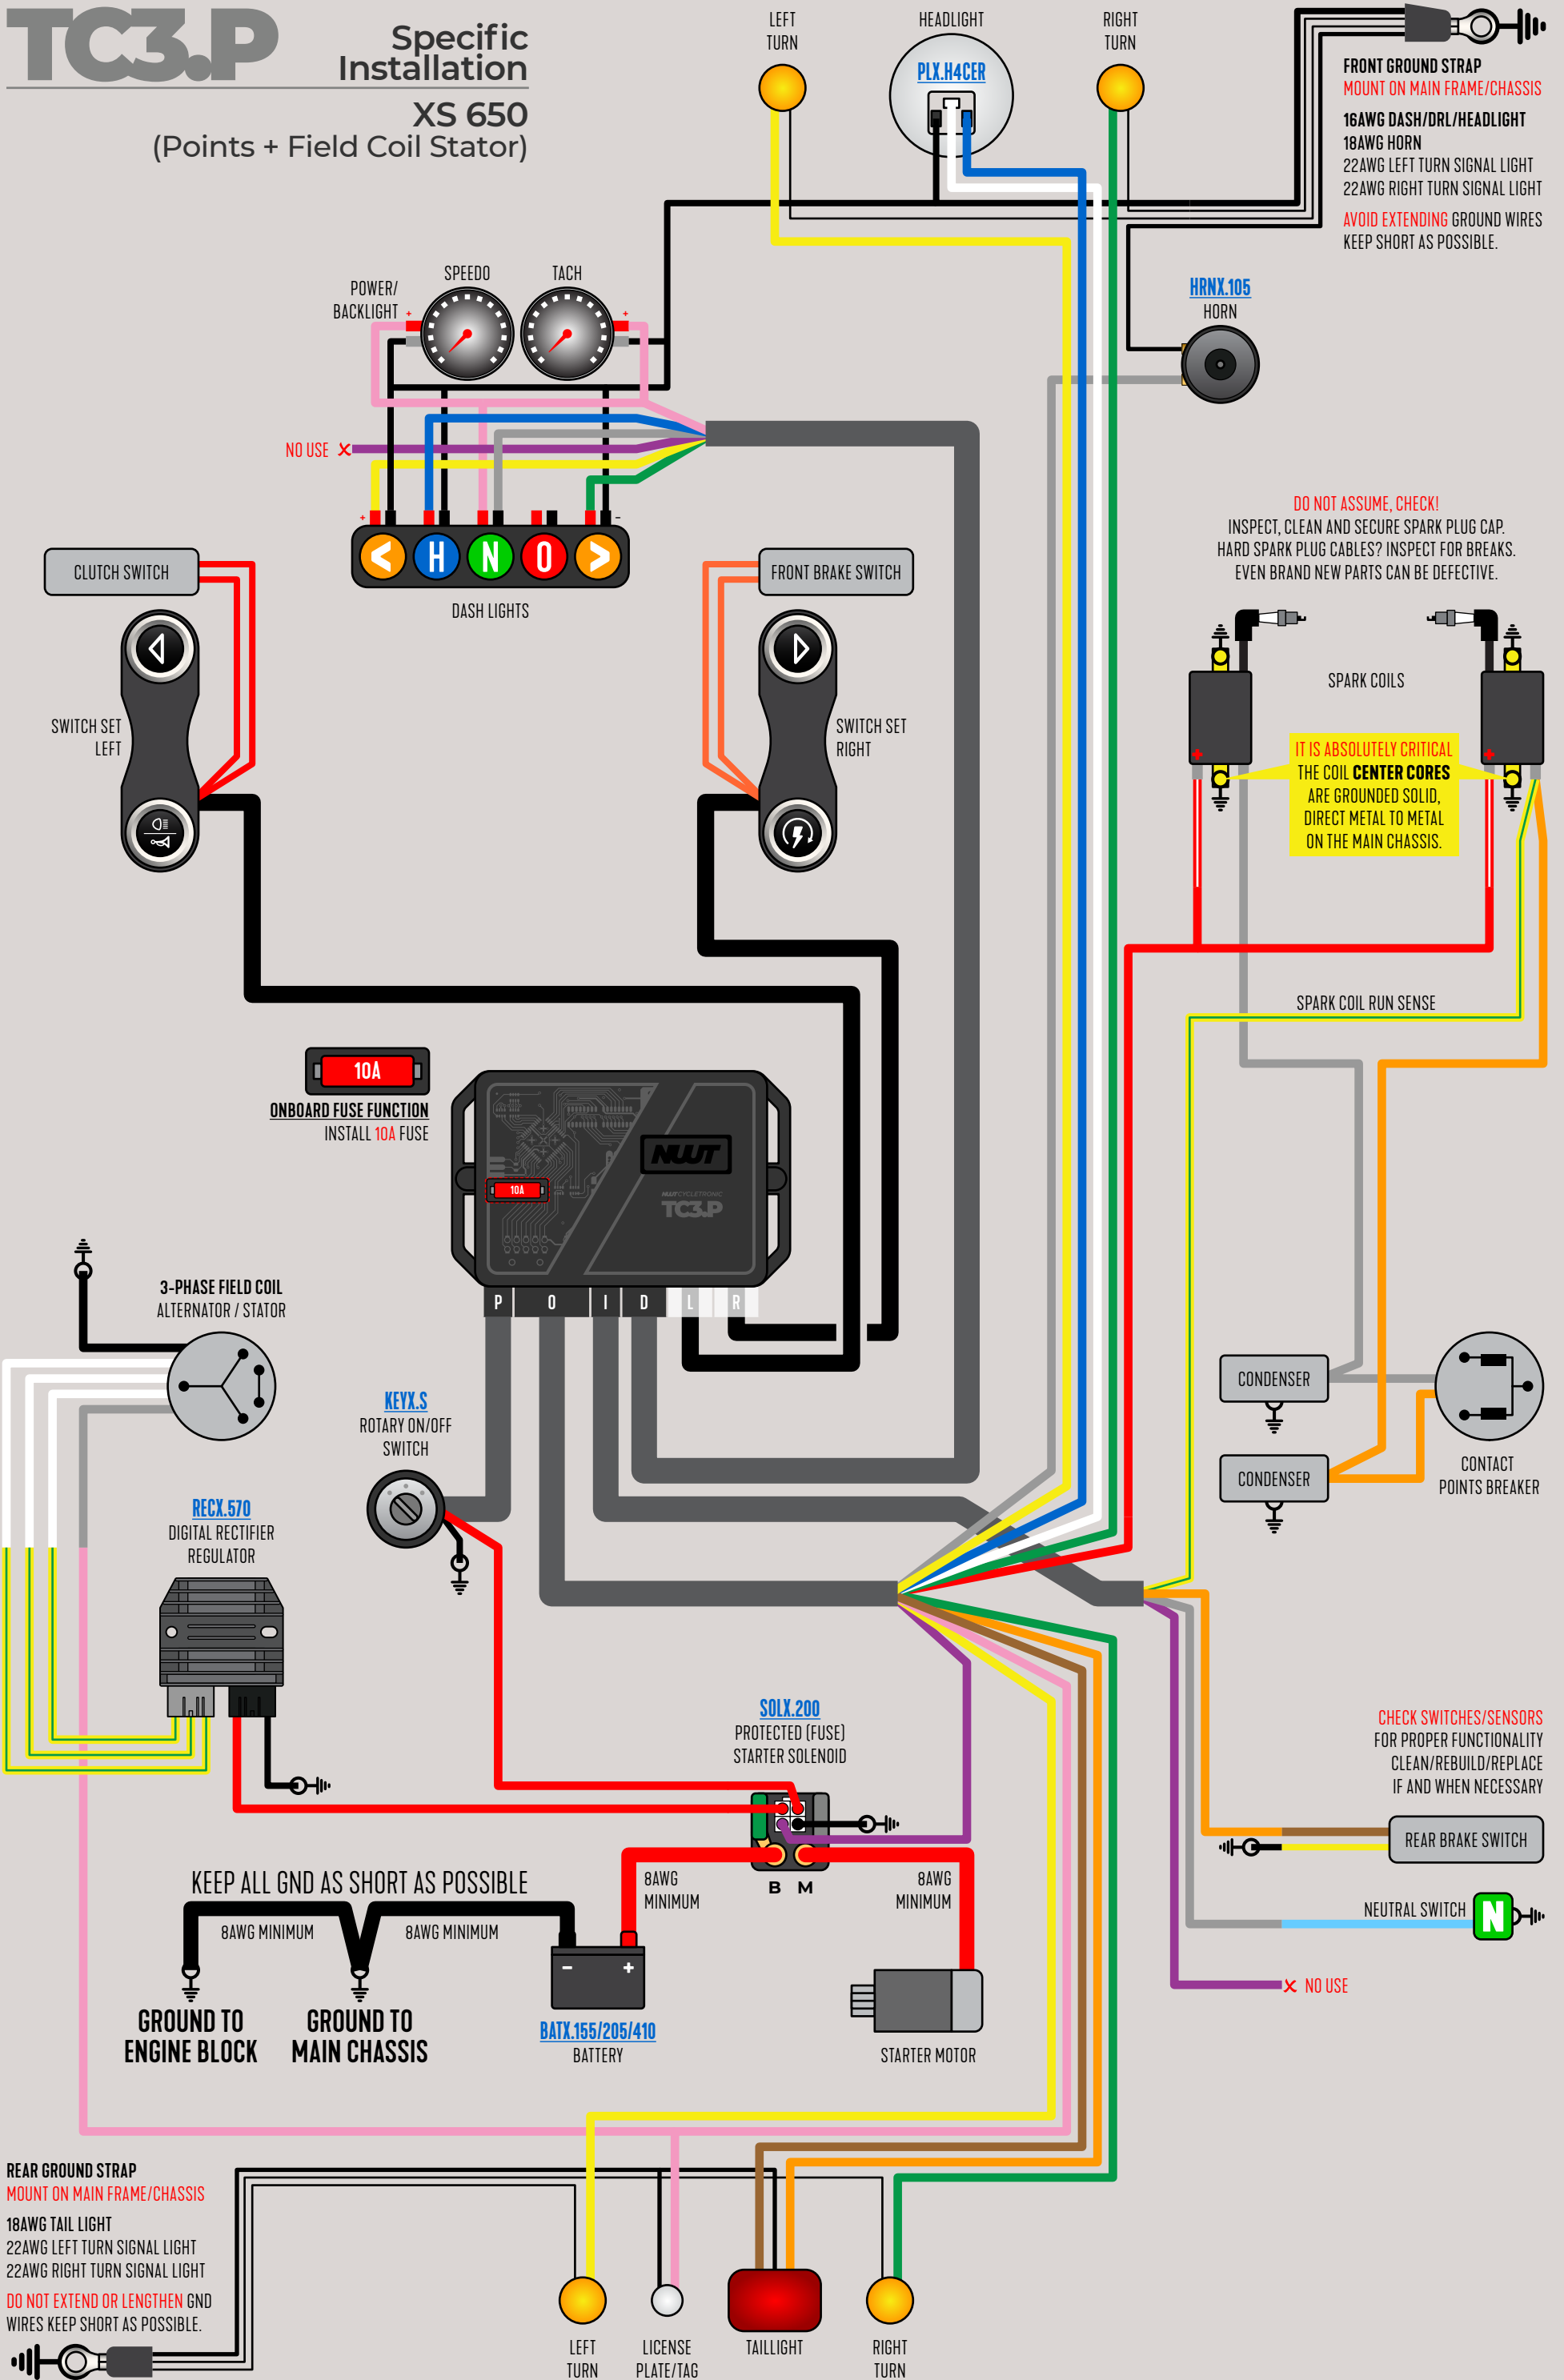 TC3.P
Specific
Installation
XS 650
(Points + Field Coil Stator)
LEFT
TURN
HEADLIGHT
PLX.H4CER
RIGHT
TURN
FRONT GROUND STRAP
MOUNT ON MAIN FRAME/CHASSIS
16AWG DASH/DRL/HEADLIGHT
18AWG HORN
22AWG LEFT TURN SIGNAL LIGHT
22AWG RIGHT TURN SIGNAL LIGHT
AVOID EXTENDING GROUND WIRES
KEEP SHORT AS POSSIBLE.
POWER/
BACKLIGHT
SPEEDO
TACH
+
+
HRNX.105
HORN
NO USE X
+
-
< H N O >
DASH LIGHTS
CLUTCH SWITCH
FRONT BRAKE SWITCH
SWITCH SET
LEFT
SWITCH SET
RIGHT
DO NOT ASSUME, CHECK!
INSPECT, CLEAN AND SECURE SPARK PLUG CAP.
HARD SPARK PLUG CABLES? INSPECT FOR BREAKS.
EVEN BRAND NEW PARTS CAN BE DEFECTIVE.
SPARK COILS
+
+
IT IS ABSOLUTELY CRITICAL
THE COIL CENTER CORES
ARE GROUNDED SOLID,
DIRECT METAL TO METAL
ON THE MAIN CHASSIS.
SPARK COIL RUN SENSE
10A
ONBOARD FUSE FUNCTION
INSTALL 10A FUSE
NWT
10A
NWT CYCLETRONIC
TC3.P
P O I D L R
3-PHASE FIELD COIL
ALTERNATOR / STATOR
KEYX.S
ROTARY ON/OFF
SWITCH
CONDENSER
CONDENSER
CONTACT
POINTS BREAKER
RECX.570
DIGITAL RECTIFIER
REGULATOR
SOLX.200
PROTECTED (FUSE)
STARTER SOLENOID
B M
CHECK SWITCHES/SENSORS
FOR PROPER FUNCTIONALITY
CLEAN/REBUILD/REPLACE
IF AND WHEN NECESSARY
REAR BRAKE SWITCH
NEUTRAL SWITCH
N
X NO USE
KEEP ALL GND AS SHORT AS POSSIBLE
8AWG MINIMUM
8AWG MINIMUM
8AWG
MINIMUM
8AWG
MINIMUM
GROUND TO
ENGINE BLOCK
GROUND TO
MAIN CHASSIS
- +
BATX.155/205/410
BATTERY
STARTER MOTOR
REAR GROUND STRAP
MOUNT ON MAIN FRAME/CHASSIS
18AWG TAIL LIGHT
22AWG LEFT TURN SIGNAL LIGHT
22AWG RIGHT TURN SIGNAL LIGHT
DO NOT EXTEND OR LENGTHEN GND
WIRES KEEP SHORT AS POSSIBLE.
LEFT
TURN
LICENSE
PLATE/TAG
TAILLIGHT
RIGHT
TURN